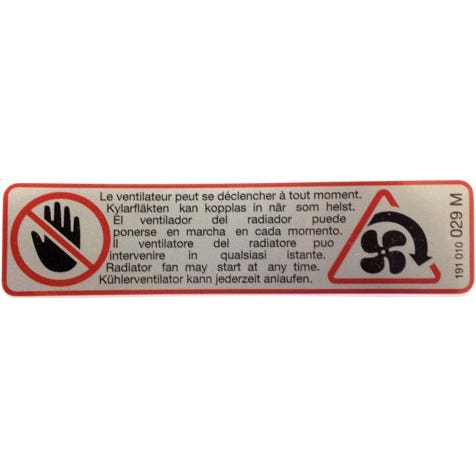 Le ventilateur peut se déclencher à tout moment.
Kylarfläkten kan kopplas in när som helst.
El ventilador del radiador puede
ponerse en marcha en cada momento.
Il ventilatore del radiatore puo
intervenire in qualsiasi istante.
Radiator fan may start at any time.
Kühlerventilator kann jederzeit anlaufen.
191 010 029 M